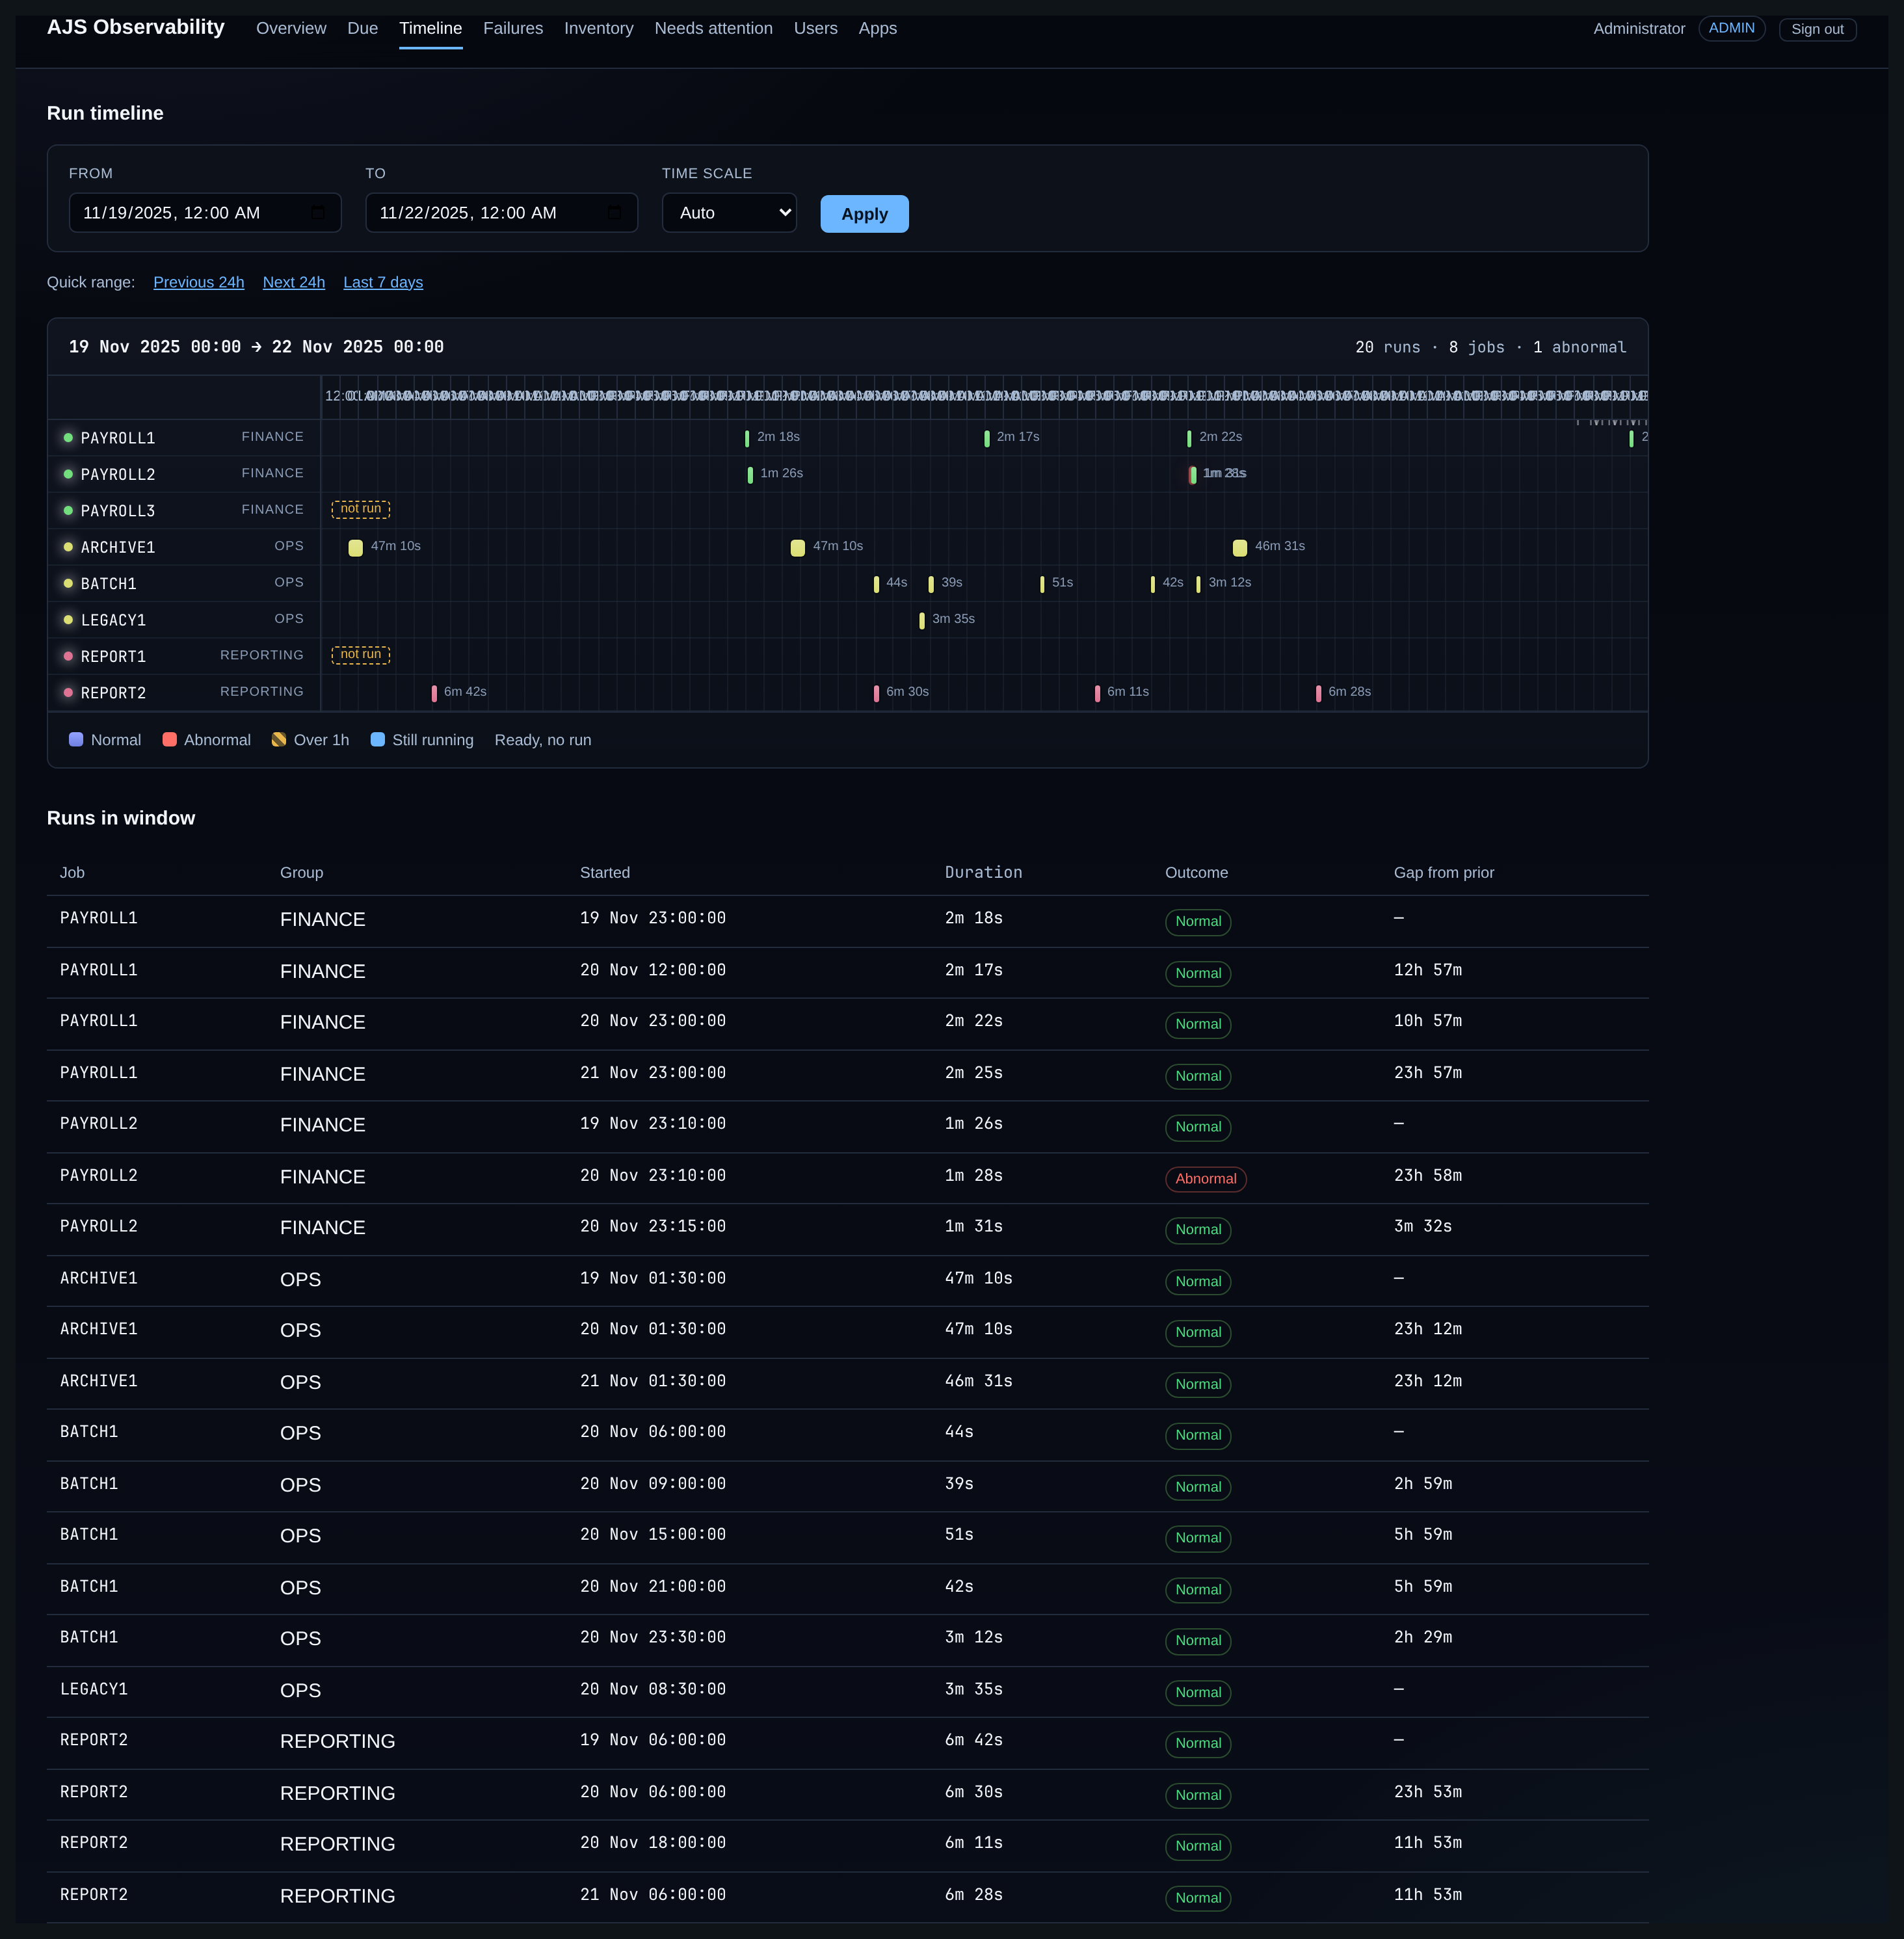 AJS Observability Overview Due Timeline Failures Inventory Needs attention Users Apps Administrator ADMIN Sign out
Run timeline
FROM TO TIME SCALE
11/19/2025, 12:00 AM 11/22/2025, 12:00 AM Auto Apply
Quick range: Previous 24h Next 24h Last 7 days
19 Nov 2025 00:00 → 22 Nov 2025 00:00 20 runs · 8 jobs · 1 abnormal
PAYROLL1 FINANCE 2m 18s 2m 17s 2m 22s 2
PAYROLL2 FINANCE 1m 26s
PAYROLL3 FINANCE not run
ARCHIVE1 OPS 47m 10s 47m 10s 46m 31s
BATCH1 OPS 44s 39s 51s 42s 3m 12s
LEGACY1 OPS 3m 35s
REPORT1 REPORTING not run
REPORT2 REPORTING 6m 42s 6m 30s 6m 11s 6m 28s
Normal Abnormal Over 1h Still running Ready, no run
Runs in window
Job Group Started Duration Outcome Gap from prior
PAYROLL1 FINANCE 19 Nov 23:00:00 2m 18s Normal —
PAYROLL1 FINANCE 20 Nov 12:00:00 2m 17s Normal 12h 57m
PAYROLL1 FINANCE 20 Nov 23:00:00 2m 22s Normal 10h 57m
PAYROLL1 FINANCE 21 Nov 23:00:00 2m 25s Normal 23h 57m
PAYROLL2 FINANCE 19 Nov 23:10:00 1m 26s Normal —
PAYROLL2 FINANCE 20 Nov 23:10:00 1m 28s Abnormal 23h 58m
PAYROLL2 FINANCE 20 Nov 23:15:00 1m 31s Normal 3m 32s
ARCHIVE1 OPS 19 Nov 01:30:00 47m 10s Normal —
ARCHIVE1 OPS 20 Nov 01:30:00 47m 10s Normal 23h 12m
ARCHIVE1 OPS 21 Nov 01:30:00 46m 31s Normal 23h 12m
BATCH1 OPS 20 Nov 06:00:00 44s Normal —
BATCH1 OPS 20 Nov 09:00:00 39s Normal 2h 59m
BATCH1 OPS 20 Nov 15:00:00 51s Normal 5h 59m
BATCH1 OPS 20 Nov 21:00:00 42s Normal 5h 59m
BATCH1 OPS 20 Nov 23:30:00 3m 12s Normal 2h 29m
LEGACY1 OPS 20 Nov 08:30:00 3m 35s Normal —
REPORT2 REPORTING 19 Nov 06:00:00 6m 42s Normal —
REPORT2 REPORTING 20 Nov 06:00:00 6m 30s Normal 23h 53m
REPORT2 REPORTING 20 Nov 18:00:00 6m 11s Normal 11h 53m
REPORT2 REPORTING 21 Nov 06:00:00 6m 28s Normal 11h 53m